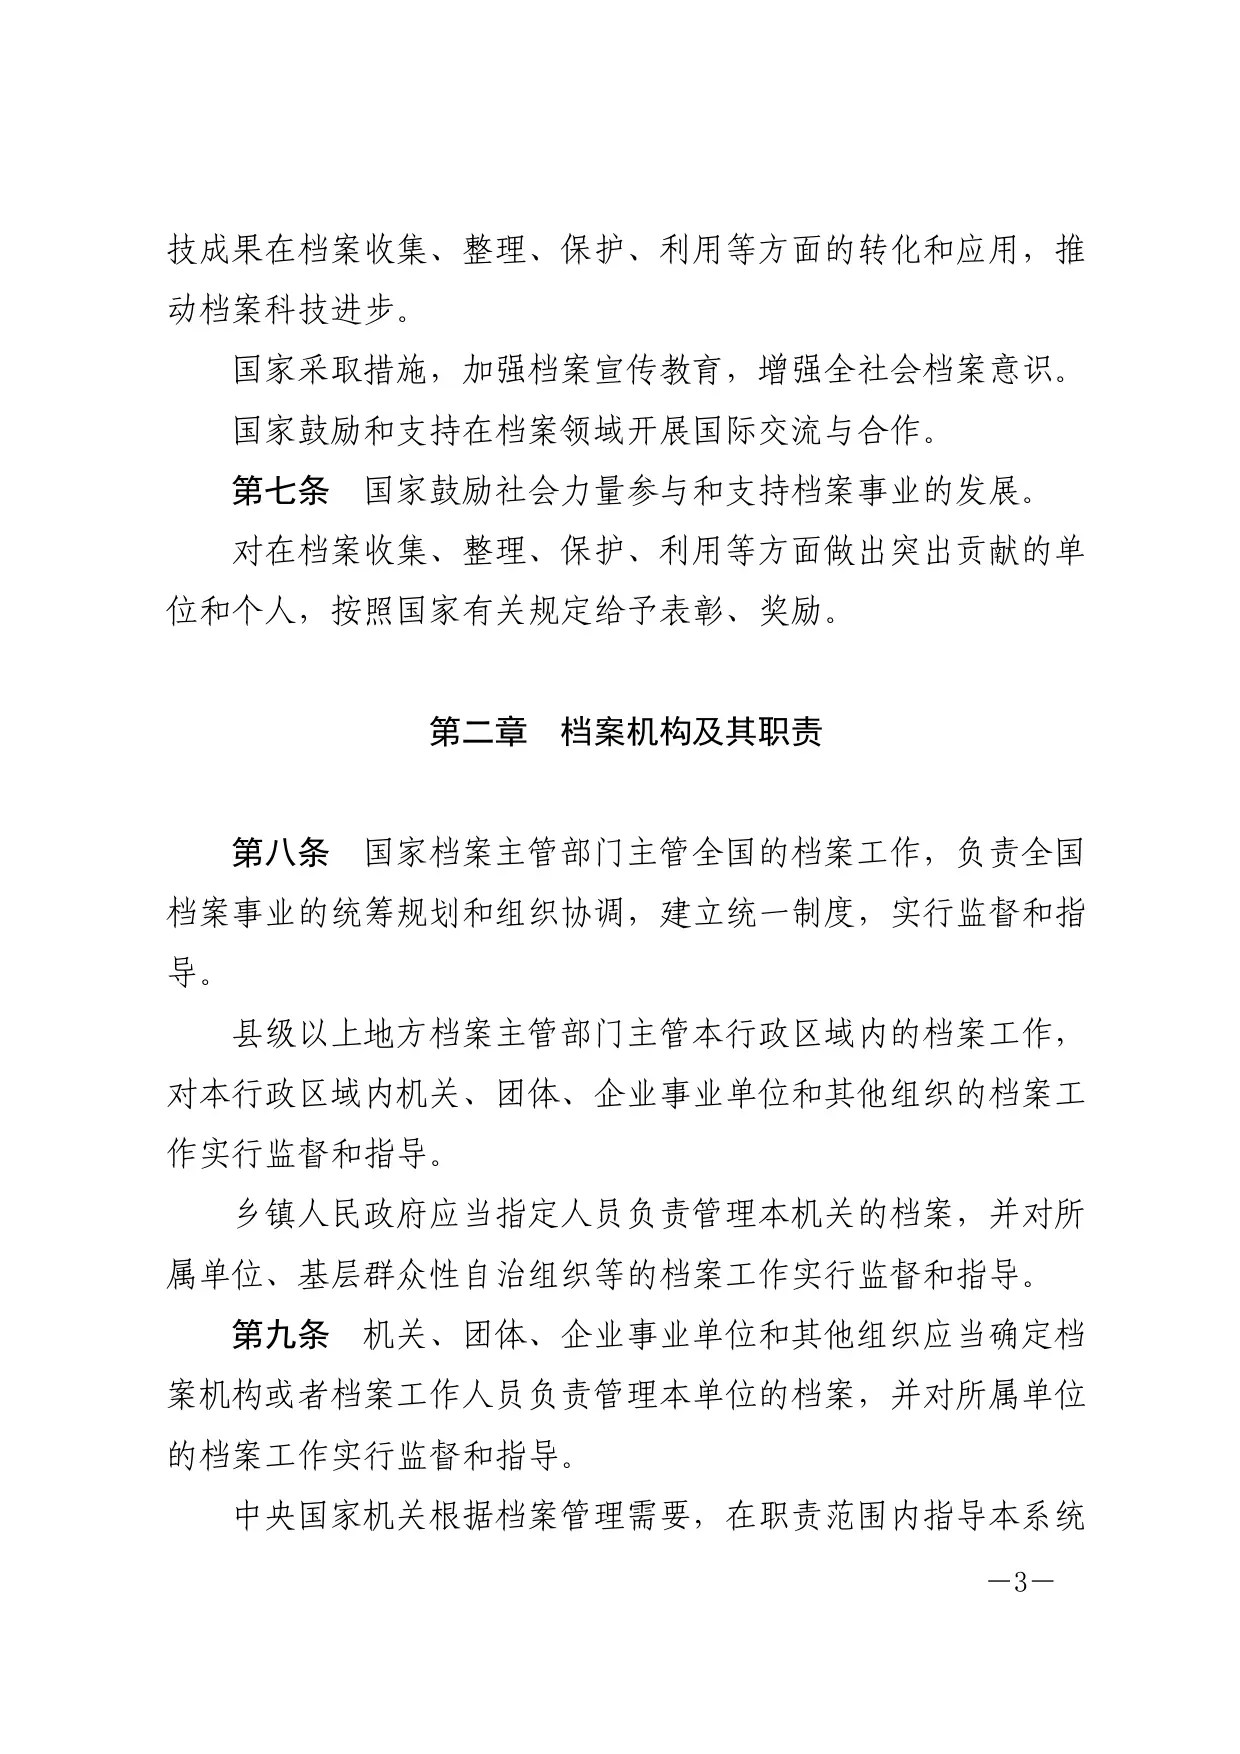 技成果在档案收集、整理、保护、利用等方面的转化和应用，推
动档案科技进步。
国家采取措施，加强档案宣传教育，增强全社会档案意识。
国家鼓励和支持在档案领域开展国际交流与合作。
第七条　国家鼓励社会力量参与和支持档案事业的发展。
对在档案收集、整理、保护、利用等方面做出突出贡献的单
位和个人，按照国家有关规定给予表彰、奖励。
第二章　档案机构及其职责
第八条　国家档案主管部门主管全国的档案工作，负责全国
档案事业的统筹规划和组织协调，建立统一制度，实行监督和指
导。
县级以上地方档案主管部门主管本行政区域内的档案工作，
对本行政区域内机关、团体、企业事业单位和其他组织的档案工
作实行监督和指导。
乡镇人民政府应当指定人员负责管理本机关的档案，并对所
属单位、基层群众性自治组织等的档案工作实行监督和指导。
第九条　机关、团体、企业事业单位和其他组织应当确定档
案机构或者档案工作人员负责管理本单位的档案，并对所属单位
的档案工作实行监督和指导。
中央国家机关根据档案管理需要，在职责范围内指导本系统
—3—